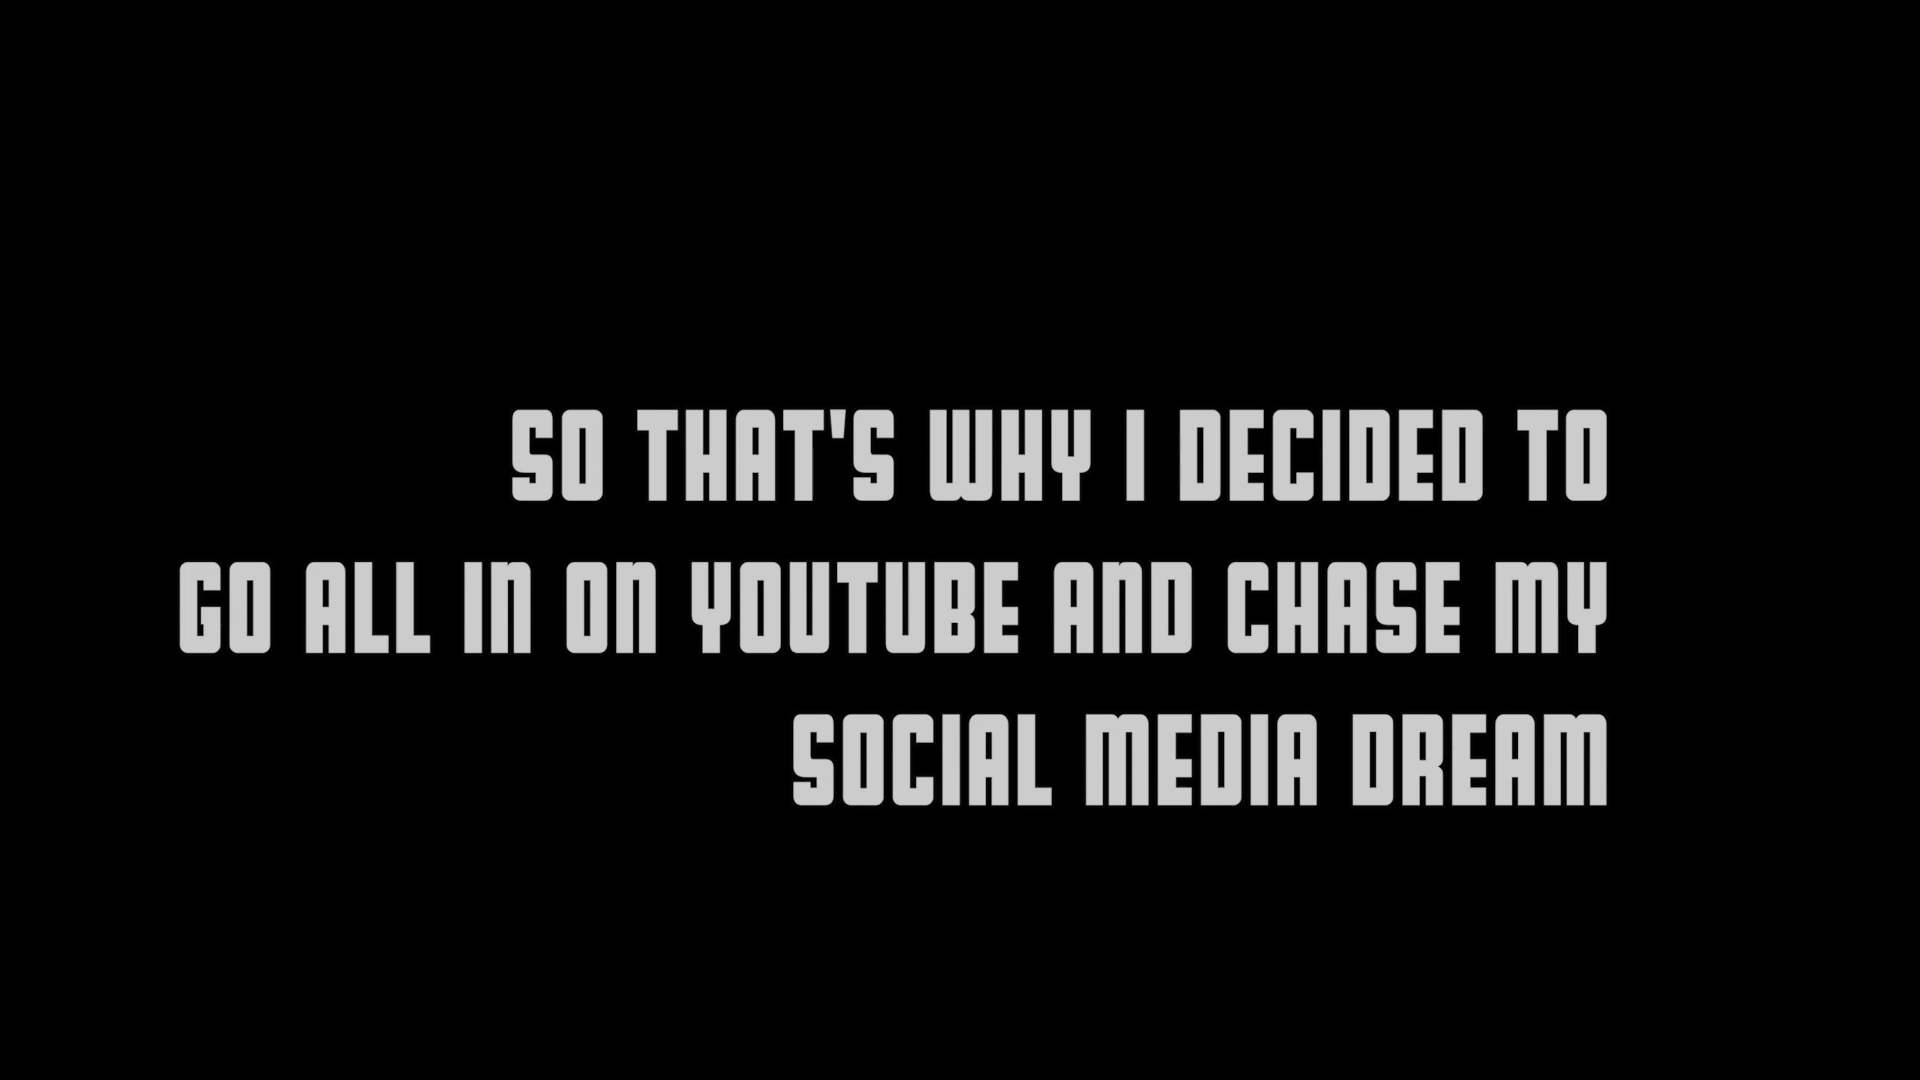 SO THAT'S WHY I DECIDED TO
GO ALL IN ON YOUTUBE AND CHASE MY
SOCIAL MEDIA DREAM